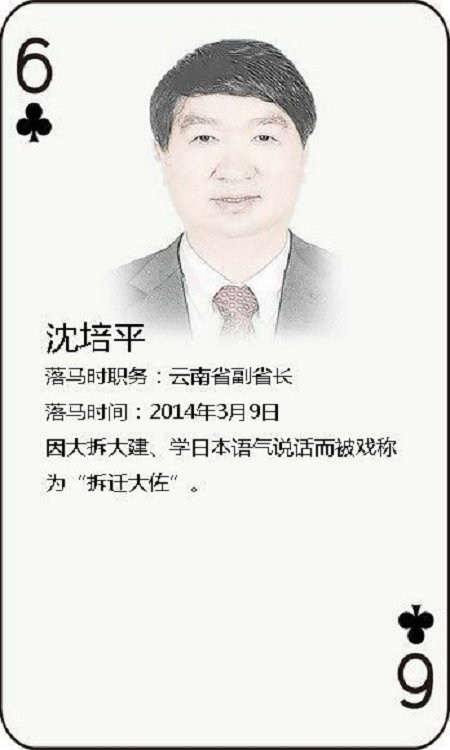 6
沈培平
落马时职务：云南省副省长
落马时间：2014年3月9日
因大拆大建、学日本语气说话而被戏称
为“拆迁大佐”。
6